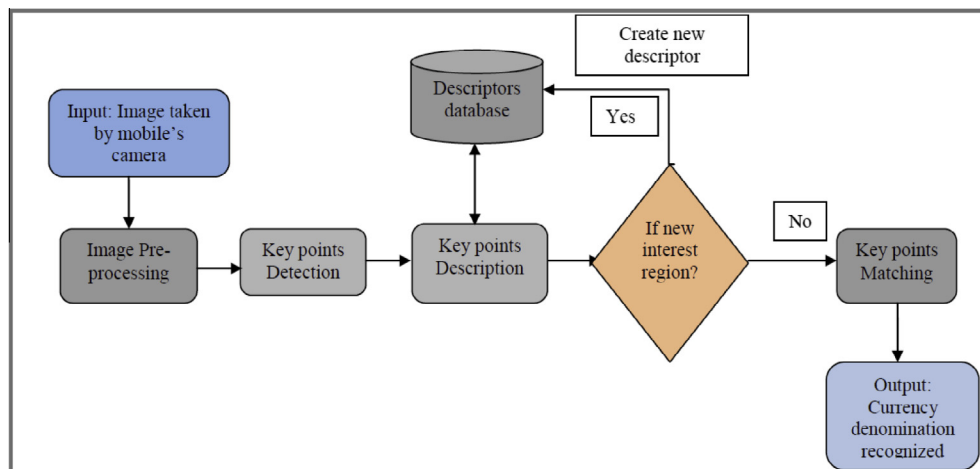 Create new
descriptor
Descriptors
database
Yes
Input: Image taken
by mobile's
camera
Image Pre-
processing
Key points
Detection
Key points
Description
If new
interest
region?
No
Key points
Matching
Output:
Currency
denomination
recognized